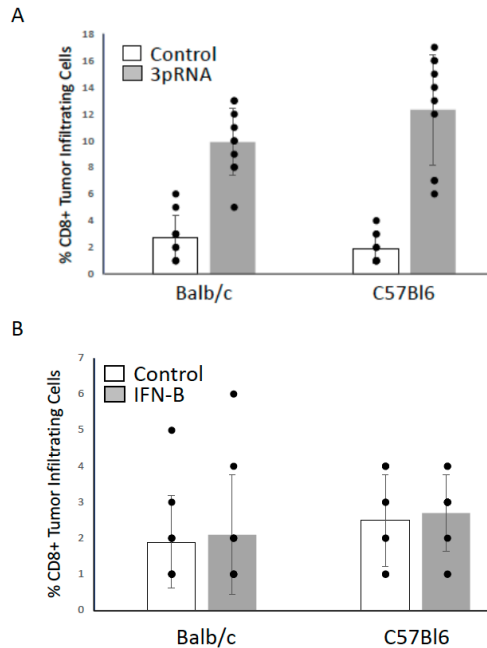 A
% CD8+ Tumor Infiltrating Cells
18
16
14
12
10
8
6
4
2
0
Control
3pRNA
Balb/c
C57Bl6
B
% CD8+ Tumor Infiltrating Cells
7
6
5
4
3
2
1
0
Control
IFN-B
Balb/c
C57Bl6